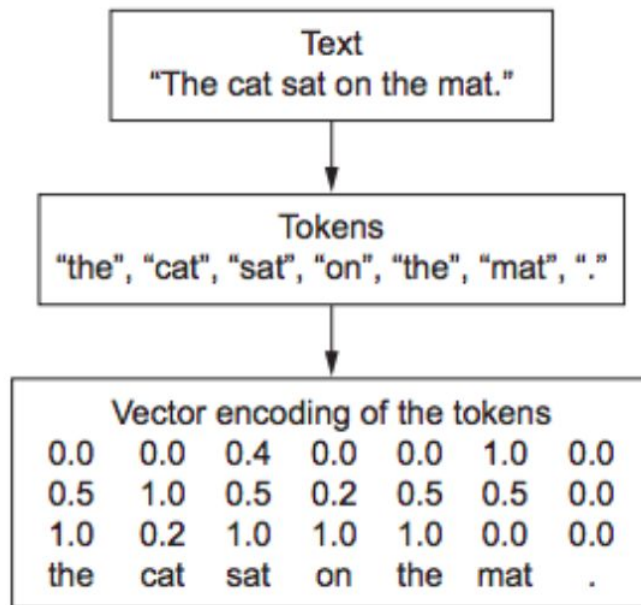 Text
“The cat sat on the mat.”
Tokens
“the”, “cat”, “sat”, “on”, “the”, “mat”, “.”
Vector encoding of the tokens
0.0 0.0 0.4 0.0 0.0 1.0 0.0
0.5 1.0 0.5 0.2 0.5 0.5 0.0
1.0 0.2 1.0 1.0 1.0 0.0 0.0
the cat sat on the mat .